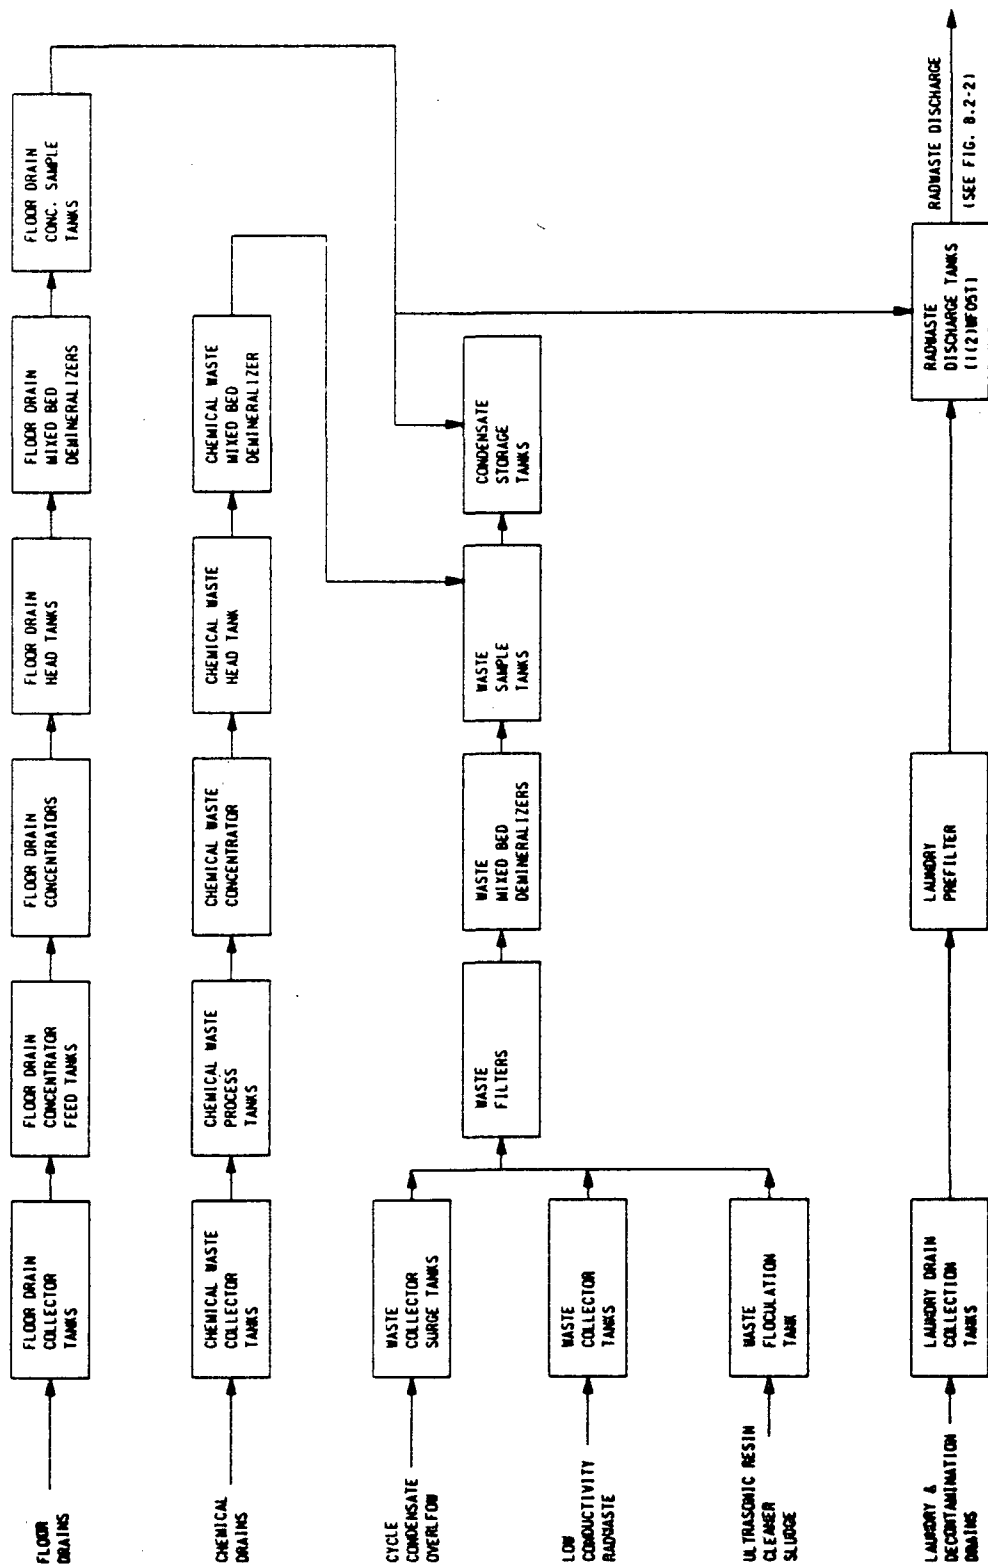 FLOOR
DRAINS
FLOOR DRAIN
COLLECTOR
TANKS
FLOOR DRAIN
CONCENTRATOR
FEED TANKS
FLOOR DRAIN
CONCENTRATORS
FLOOR DRAIN
HEAD TANKS
FLOOR DRAIN
MIXED BED
DEMINERALIZERS
FLOOR DRAIN
CONC. SAMPLE
TANKS
CHEMICAL
DRAINS
CHEMICAL WASTE
COLLECTOR
TANKS
CHEMICAL WASTE
PROCESS
TANKS
CHEMICAL WASTE
CONCENTRATOR
CHEMICAL WASTE
HEAD TANK
CHEMICAL WASTE
MIXED BED
DEMINERALIZER
CYCLE
CONDENSATE
OVERLFOW
WASTE
COLLECTOR
SURGE TANKS
LOW
CONDUCTIVITY
RADWASTE
WASTE
COLLECTOR
TANKS
ULTRASONIC RESIN
CLEANER
SLUDGE
WASTE
FLOCULATION
TANK
WASTE
FILTERS
WASTE
MIXED BED
DEMINERALIZERS
WASTE
SAMPLE
TANKS
CONDENSATE
STORAGE
TANKS
LAUNDRY &
DECONTAMINATION
DRAINS
LAUNDRY DRAIN
COLLECTION
TANKS
LAUNDRY
PREFILTER
RADWASTE
DISCHARGE TANKS
(1(2)WF05T)
RADWASTE DISCHARGE
(SEE FIG. 8.2-2)